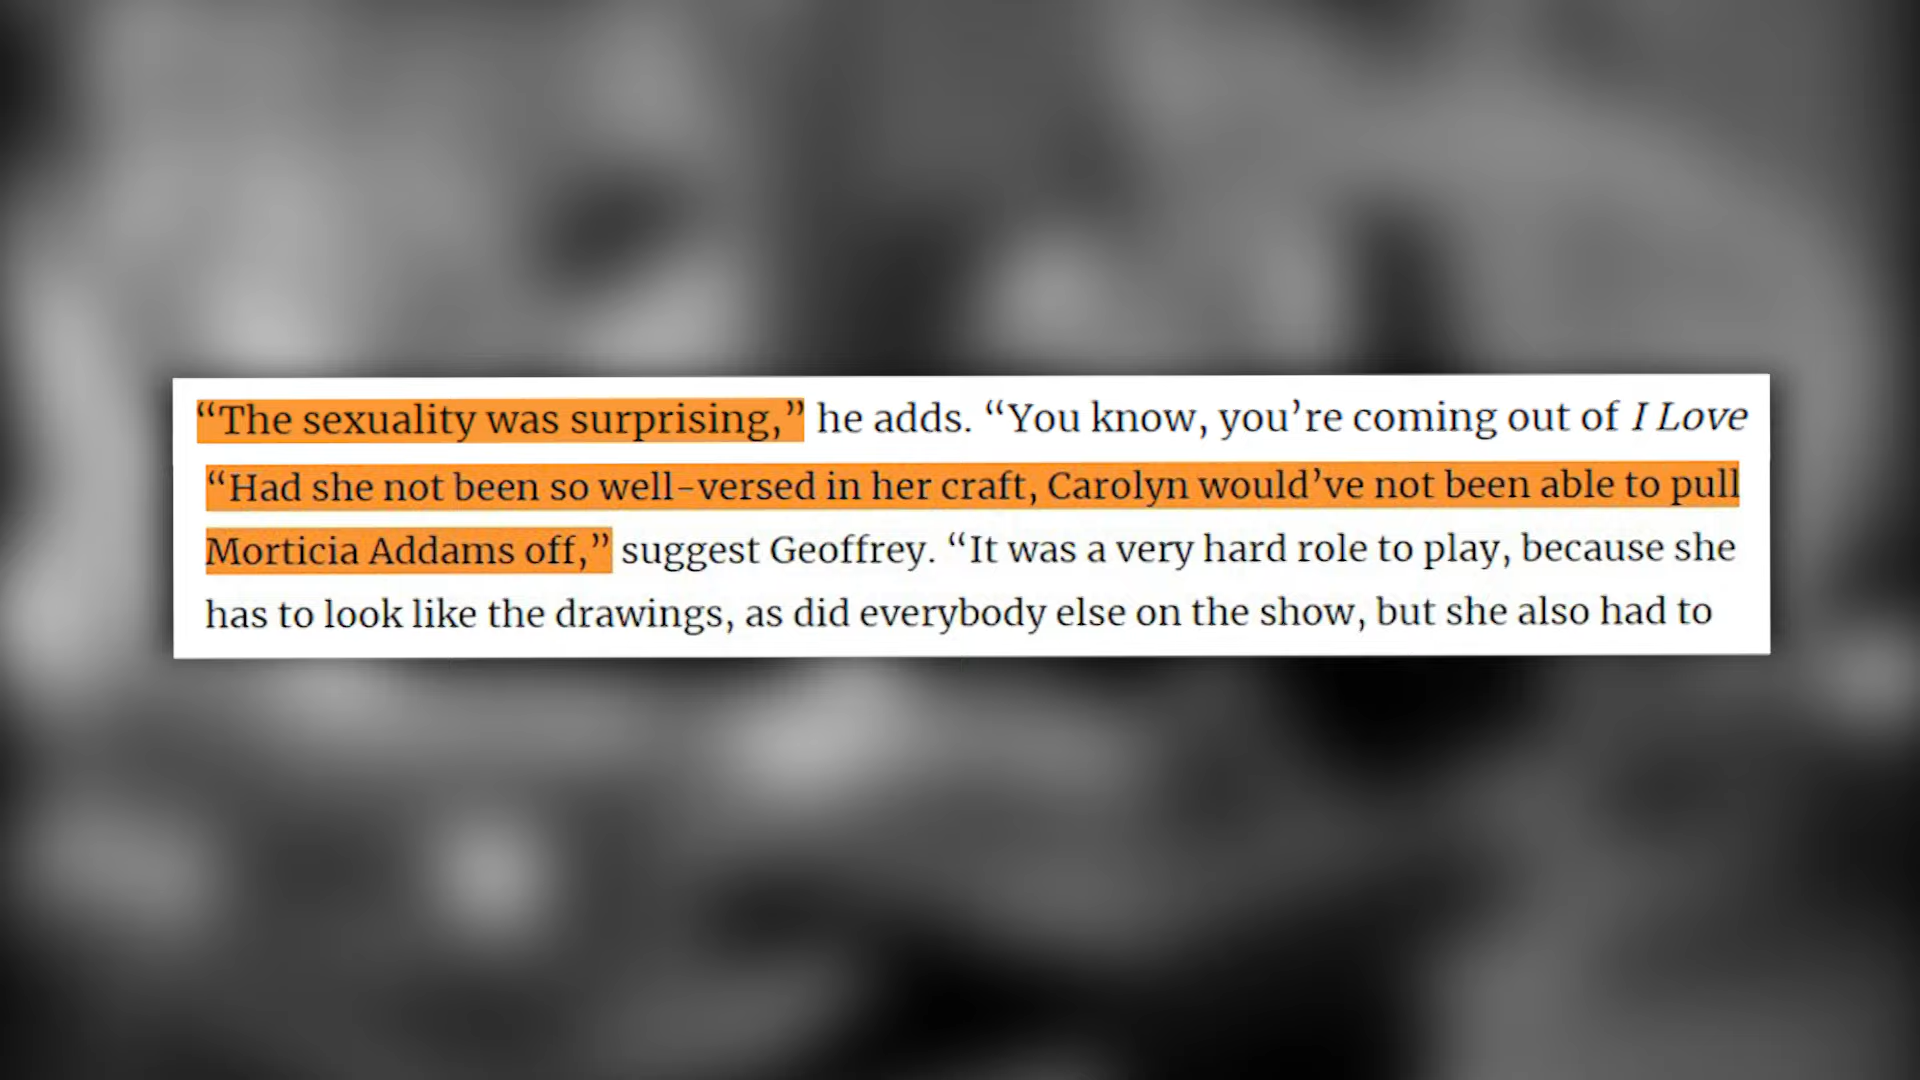 “The sexuality was surprising,” he adds. “You know, you’re coming out of I Love
“Had she not been so well-versed in her craft, Carolyn would’ve not been able to pull
Morticia Addams off,” suggest Geoffrey. “It was a very hard role to play, because she
has to look like the drawings, as did everybody else on the show, but she also had to